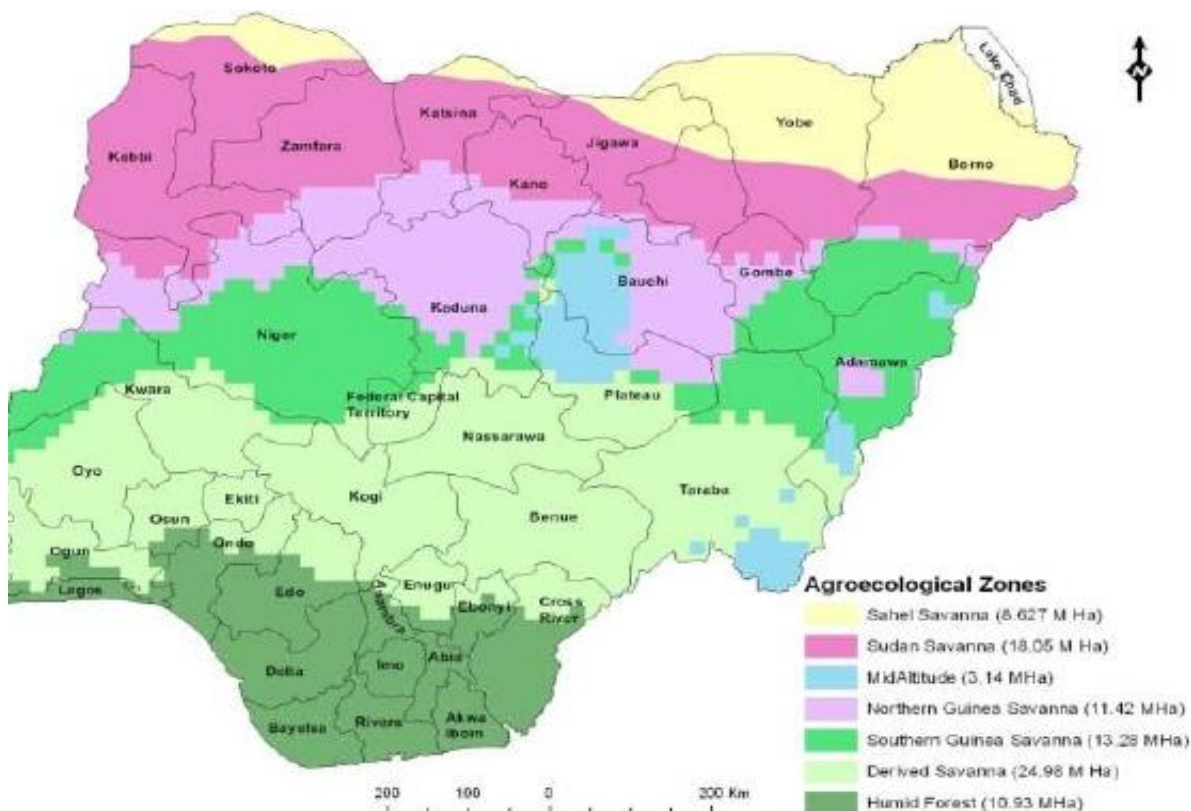 Sokoto
Lake Chad
Katsina
Yobe
Kebbi
Zamfara
Jigawa
Borno
Kano
Bauchi
Gombe
Kaduna
Niger
Adamawa
Kwara
Federal Capital
Territory
Plateau
Nassarawa
Oyo
Ekiti
Kogi
Taraba
Osun
Benue
Ondo
Ogun
Lagos
Edo
Enugu
Anambra
Ebonyi
Cross
River
Delta
Imo
Abia
Bayelsa
Rivers
Akwa
Ibom
N
Agroecological Zones
Sahel Savanna (8.627 M Ha)
Sudan Savanna (18.05 M Ha)
MidAltitude (3.14 MHa)
Northern Guinea Savanna (11.42 MHa)
Southern Guinea Savanna (13.28 MHa)
Derived Savanna (24.98 M Ha)
Humid Forest (10.93 MHa)
200 100 0 200 Km